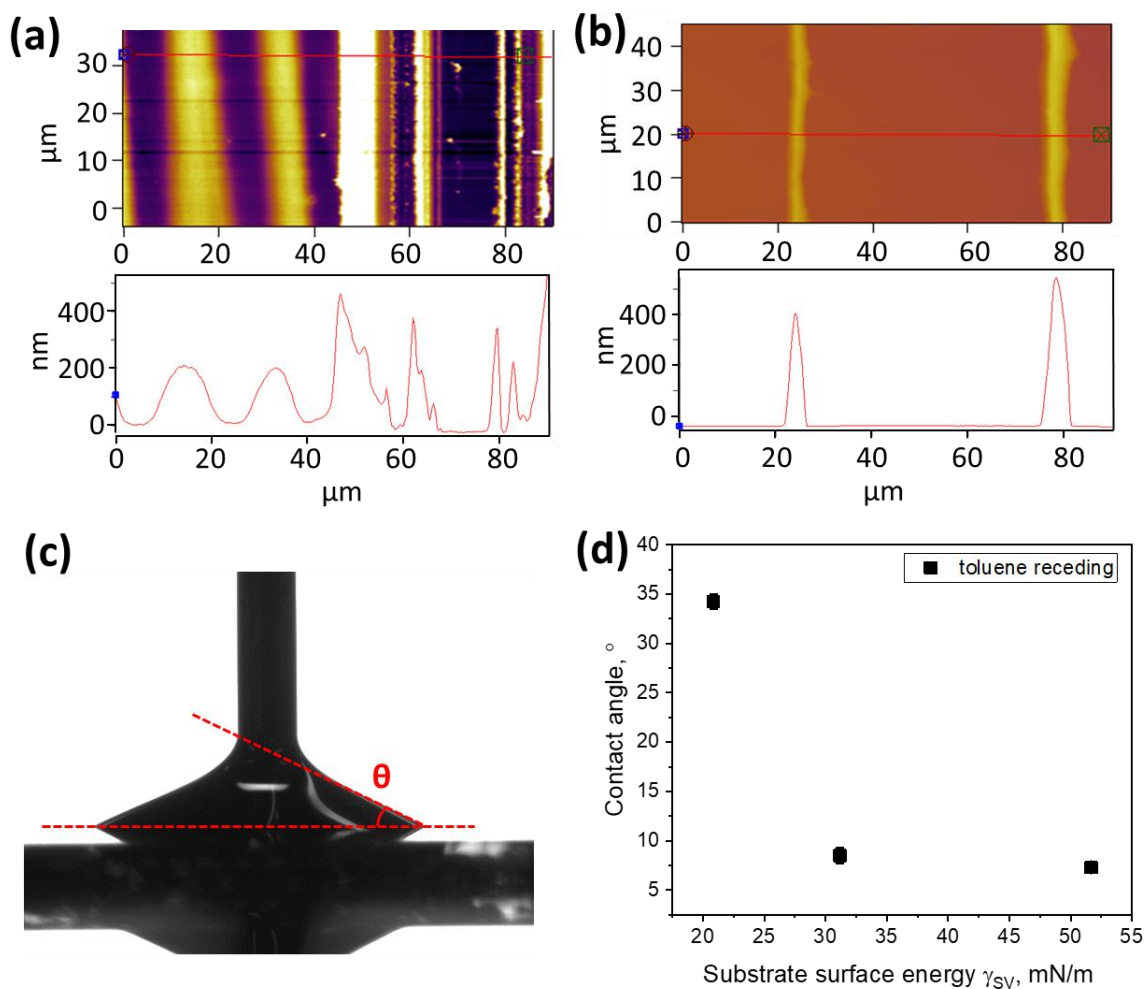 (a)
30
20
10
0
μm
0 20 40 60 80
400
200
0
nm
0 20 40 60 80
μm
(b)
40
30
20
10
0
μm
0 20 40 60 80
400
200
0
nm
0 20 40 60 80
μm
(c)
θ
(d)
40
35
30
25
20
15
10
5
Contact angle, °
toluene receding
20 25 30 35 40 45 50 55
Substrate surface energy γSV, mN/m